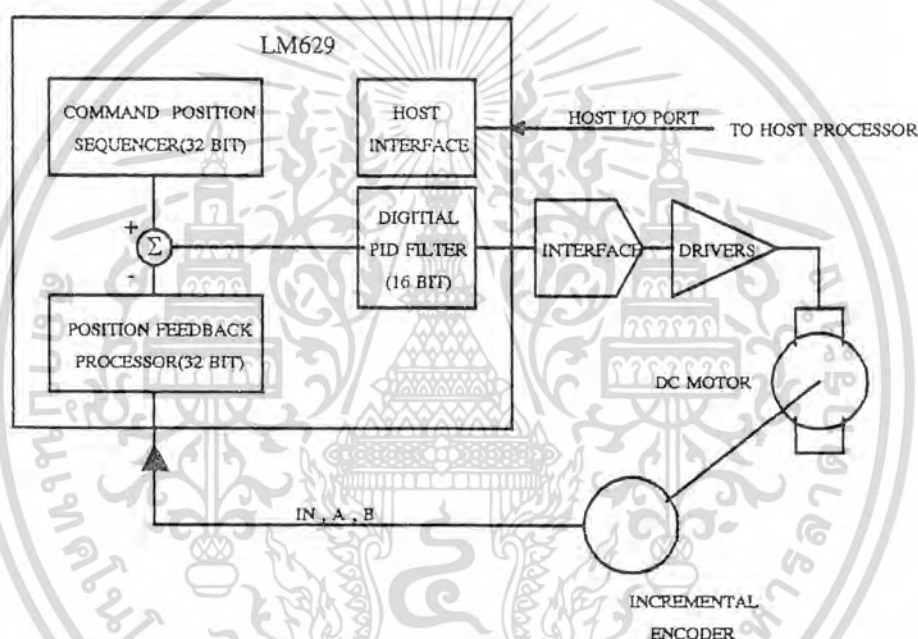 LM629
COMMAND POSITION
SEQUENCER(32 BIT)
HOST
INTERFACE
HOST I/O PORT
TO HOST PROCESSOR
+
Σ
-
DIGITIAL
PID FILTER
(16 BIT)
INTERFACE
DRIVERS
POSITION FEEDBACK
PROCESSOR(32 BIT)
DC MOTOR
IN , A , B
INCREMENTAL
ENCODER